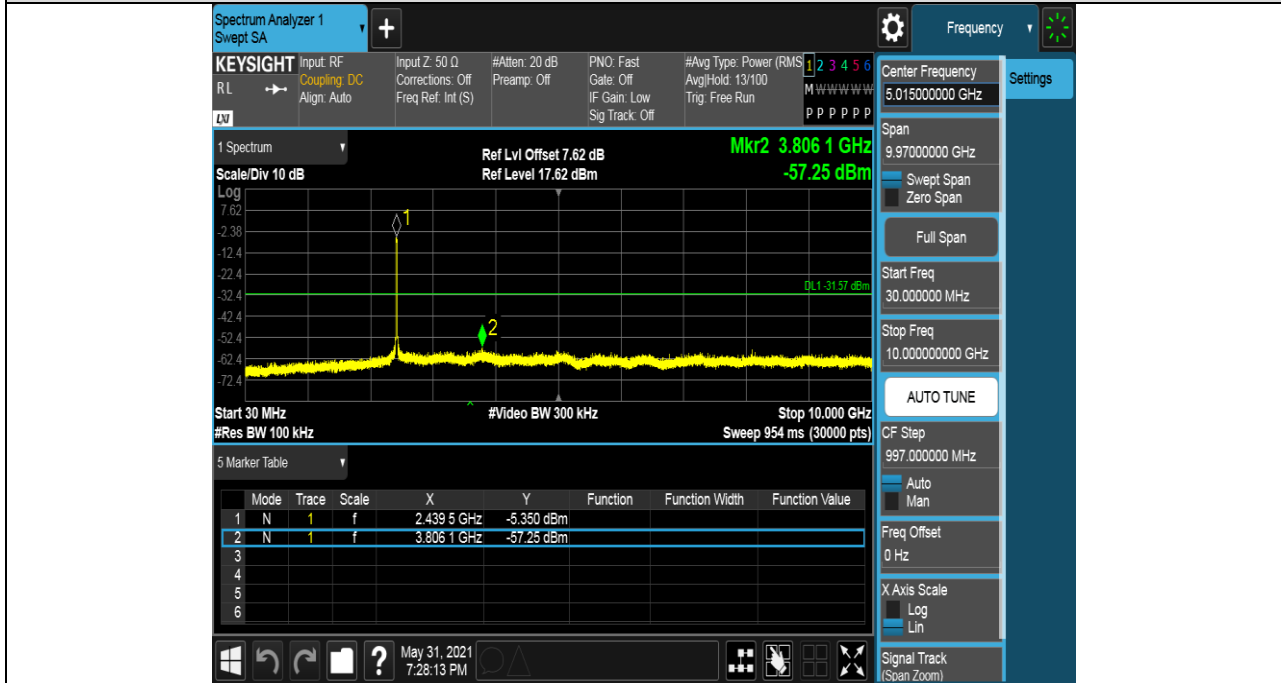 Spectrum Analyzer 1
Swept SA
+
Frequency
KEYSIGHT
RL
LXI
Input: RF
Coupling: DC
Align: Auto
Input Z: 50 Ω
Corrections: Off
Freq Ref: Int (S)
#Atten: 20 dB
Preamp: Off
PNO: Fast
Gate: Off
IF Gain: Low
Sig Track: Off
#Avg Type: Power (RMS
Avg|Hold: 13/100
Trig: Free Run
1 2 3 4 5 6
M W W W W W
P P P P P P
1 Spectrum
Scale/Div 10 dB
Ref Lvl Offset 7.62 dB
Ref Level 17.62 dBm
Mkr2 3.806 1 GHz
-57.25 dBm
Log
7.62
-2.38
-12.4
-22.4
-32.4
-42.4
-52.4
-62.4
-72.4
1
2
DL1 -31.57 dBm
Start 30 MHz
#Res BW 100 kHz
#Video BW 300 kHz
Stop 10.000 GHz
Sweep 954 ms (30000 pts)
5 Marker Table
Mode Trace Scale X Y Function Function Width Function Value
1 N 1 f 2.439 5 GHz -5.350 dBm
2 N 1 f 3.806 1 GHz -57.25 dBm
3
4
5
6
?
May 31, 2021
7:28:13 PM
Center Frequency
5.015000000 GHz
Span
9.97000000 GHz
Swept Span
Zero Span
Full Span
Start Freq
30.000000 MHz
Stop Freq
10.000000000 GHz
AUTO TUNE
CF Step
997.000000 MHz
Auto
Man
Freq Offset
0 Hz
X Axis Scale
Log
Lin
Signal Track
(Span Zoom)
Settings